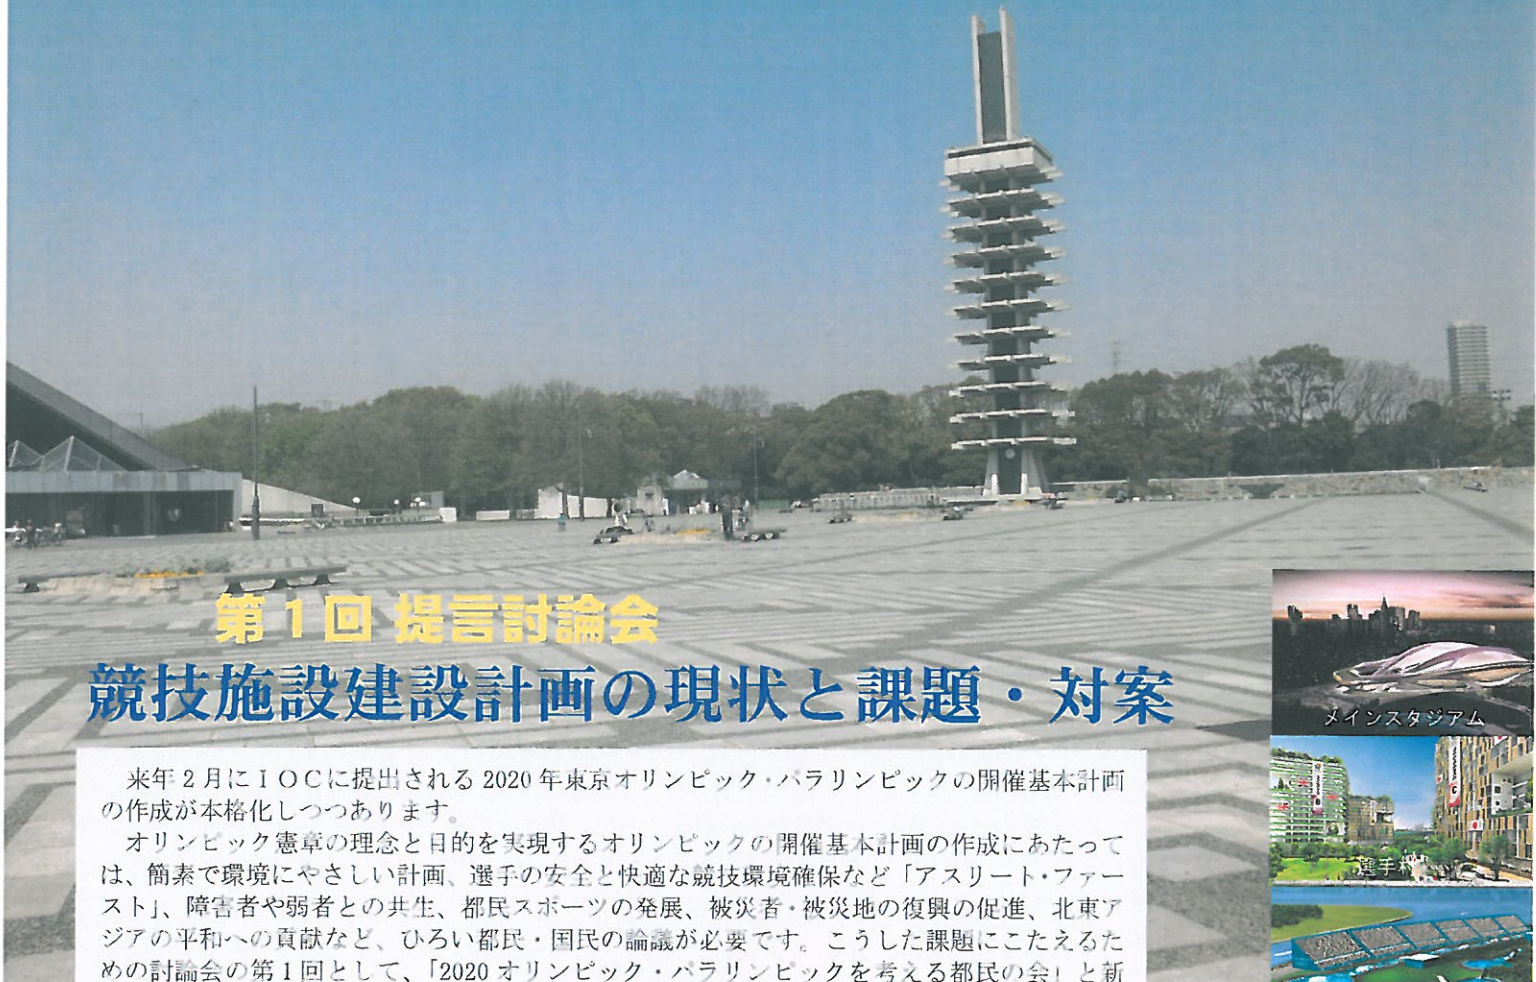 第1回 提言討論会
競技施設建設計画の現状と課題・対案
メインスタジアム
選手村
来年2月にIOCに提出される2020年東京オリンピック・パラリンピックの開催基本計画
の作成が本格化しつつあります。
オリンピック憲章の理念と目的を実現するオリンピックの開催基本計画の作成にあたって
は、簡素で環境にやさしい計画、選手の安全と快適な競技環境確保など「アスリート・ファー
スト」、障害者や弱者との共生、都民スポーツの発展、被災者・被災地の復興の促進、北東ア
ジアの平和への貢献など、ひろい都民・国民の論議が必要です。こうした課題にこたえるた
めの討論会の第1回として、「2020オリンピック・パラリンピックを考える都民の会」と新